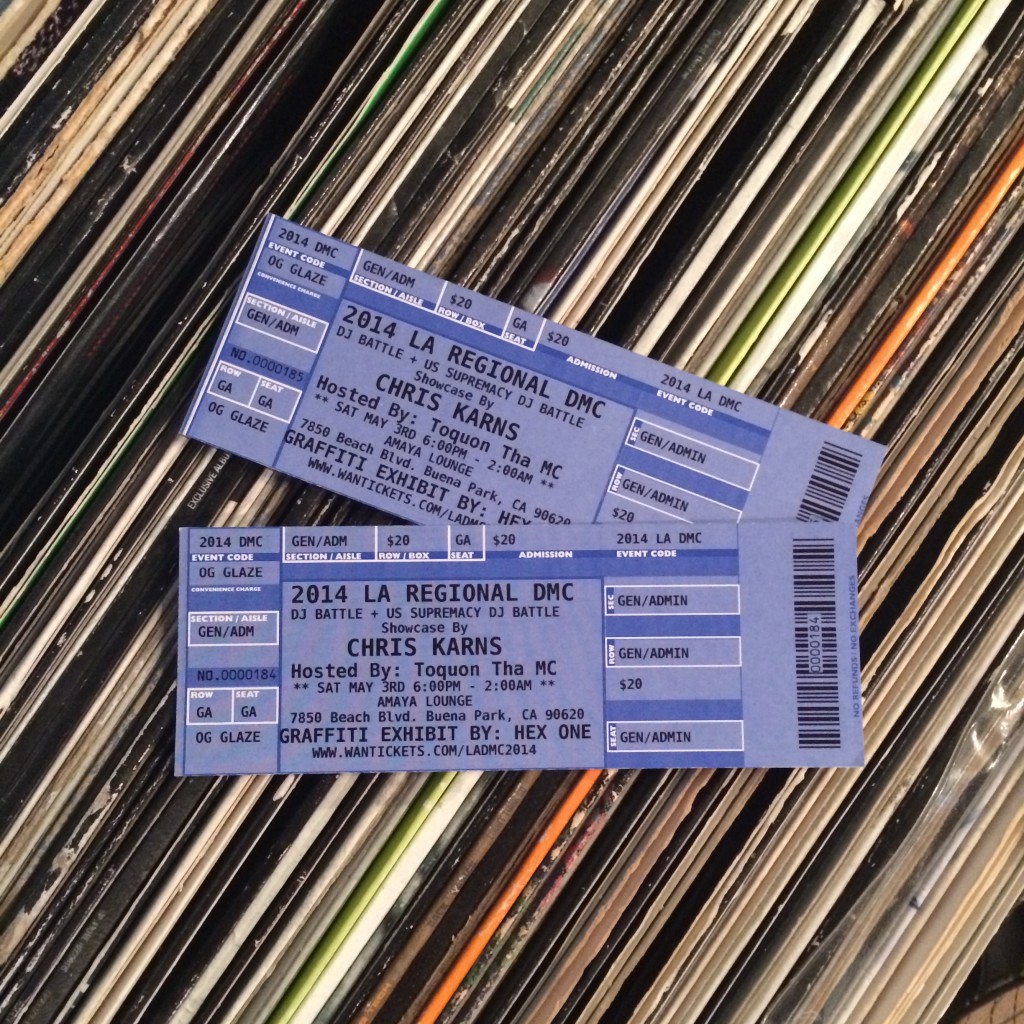 2014 DMC
EVENT CODE
OG GLAZE
CONVENIENCE CHARGE
SECTION/AISLE
GEN/ADM
NO.0000185
ROW SEAT
GA GA
OG GLAZE
GEN/ADM $20 GA $20
SECTION/AISLE ROW/BOX SEAT ADMISSION
2014 LA DMC
EVENT CODE
2014 LA REGIONAL DMC
DJ BATTLE + US SUPREMACY DJ BATTLE
Showcase By
CHRIS KARNS
Hosted By: Toquon Tha MC
** SAT MAY 3RD 6:00PM - 2:00AM **
AMAYA LOUNGE
7850 Beach Blvd. Buena Park, CA 90620
GRAFFITI EXHIBIT BY: HEX
WWW.WANTICKETS.COM/LADM
SEC GEN/ADMIN
ROW GEN/ADMIN
$20
EXCLUSIVE
2014 DMC
EVENT CODE
OG GLAZE
CONVENIENCE CHARGE
SECTION/AISLE
GEN/ADM
NO.0000184
ROW SEAT
GA GA
OG GLAZE
GEN/ADM $20 GA $20
SECTION/AISLE ROW/BOX SEAT ADMISSION
2014 LA DMC
EVENT CODE
2014 LA REGIONAL DMC
DJ BATTLE + US SUPREMACY DJ BATTLE
Showcase By
CHRIS KARNS
Hosted By: Toquon Tha MC
** SAT MAY 3RD 6:00PM - 2:00AM **
AMAYA LOUNGE
7850 Beach Blvd. Buena Park, CA 90620
GRAFFITI EXHIBIT BY: HEX ONE
WWW.WANTICKETS.COM/LADMC2014
SEC GEN/ADMIN
ROW GEN/ADMIN
$20
SEAT GEN/ADMIN
0000184
NO REFUNDS | NO EXCHANGES